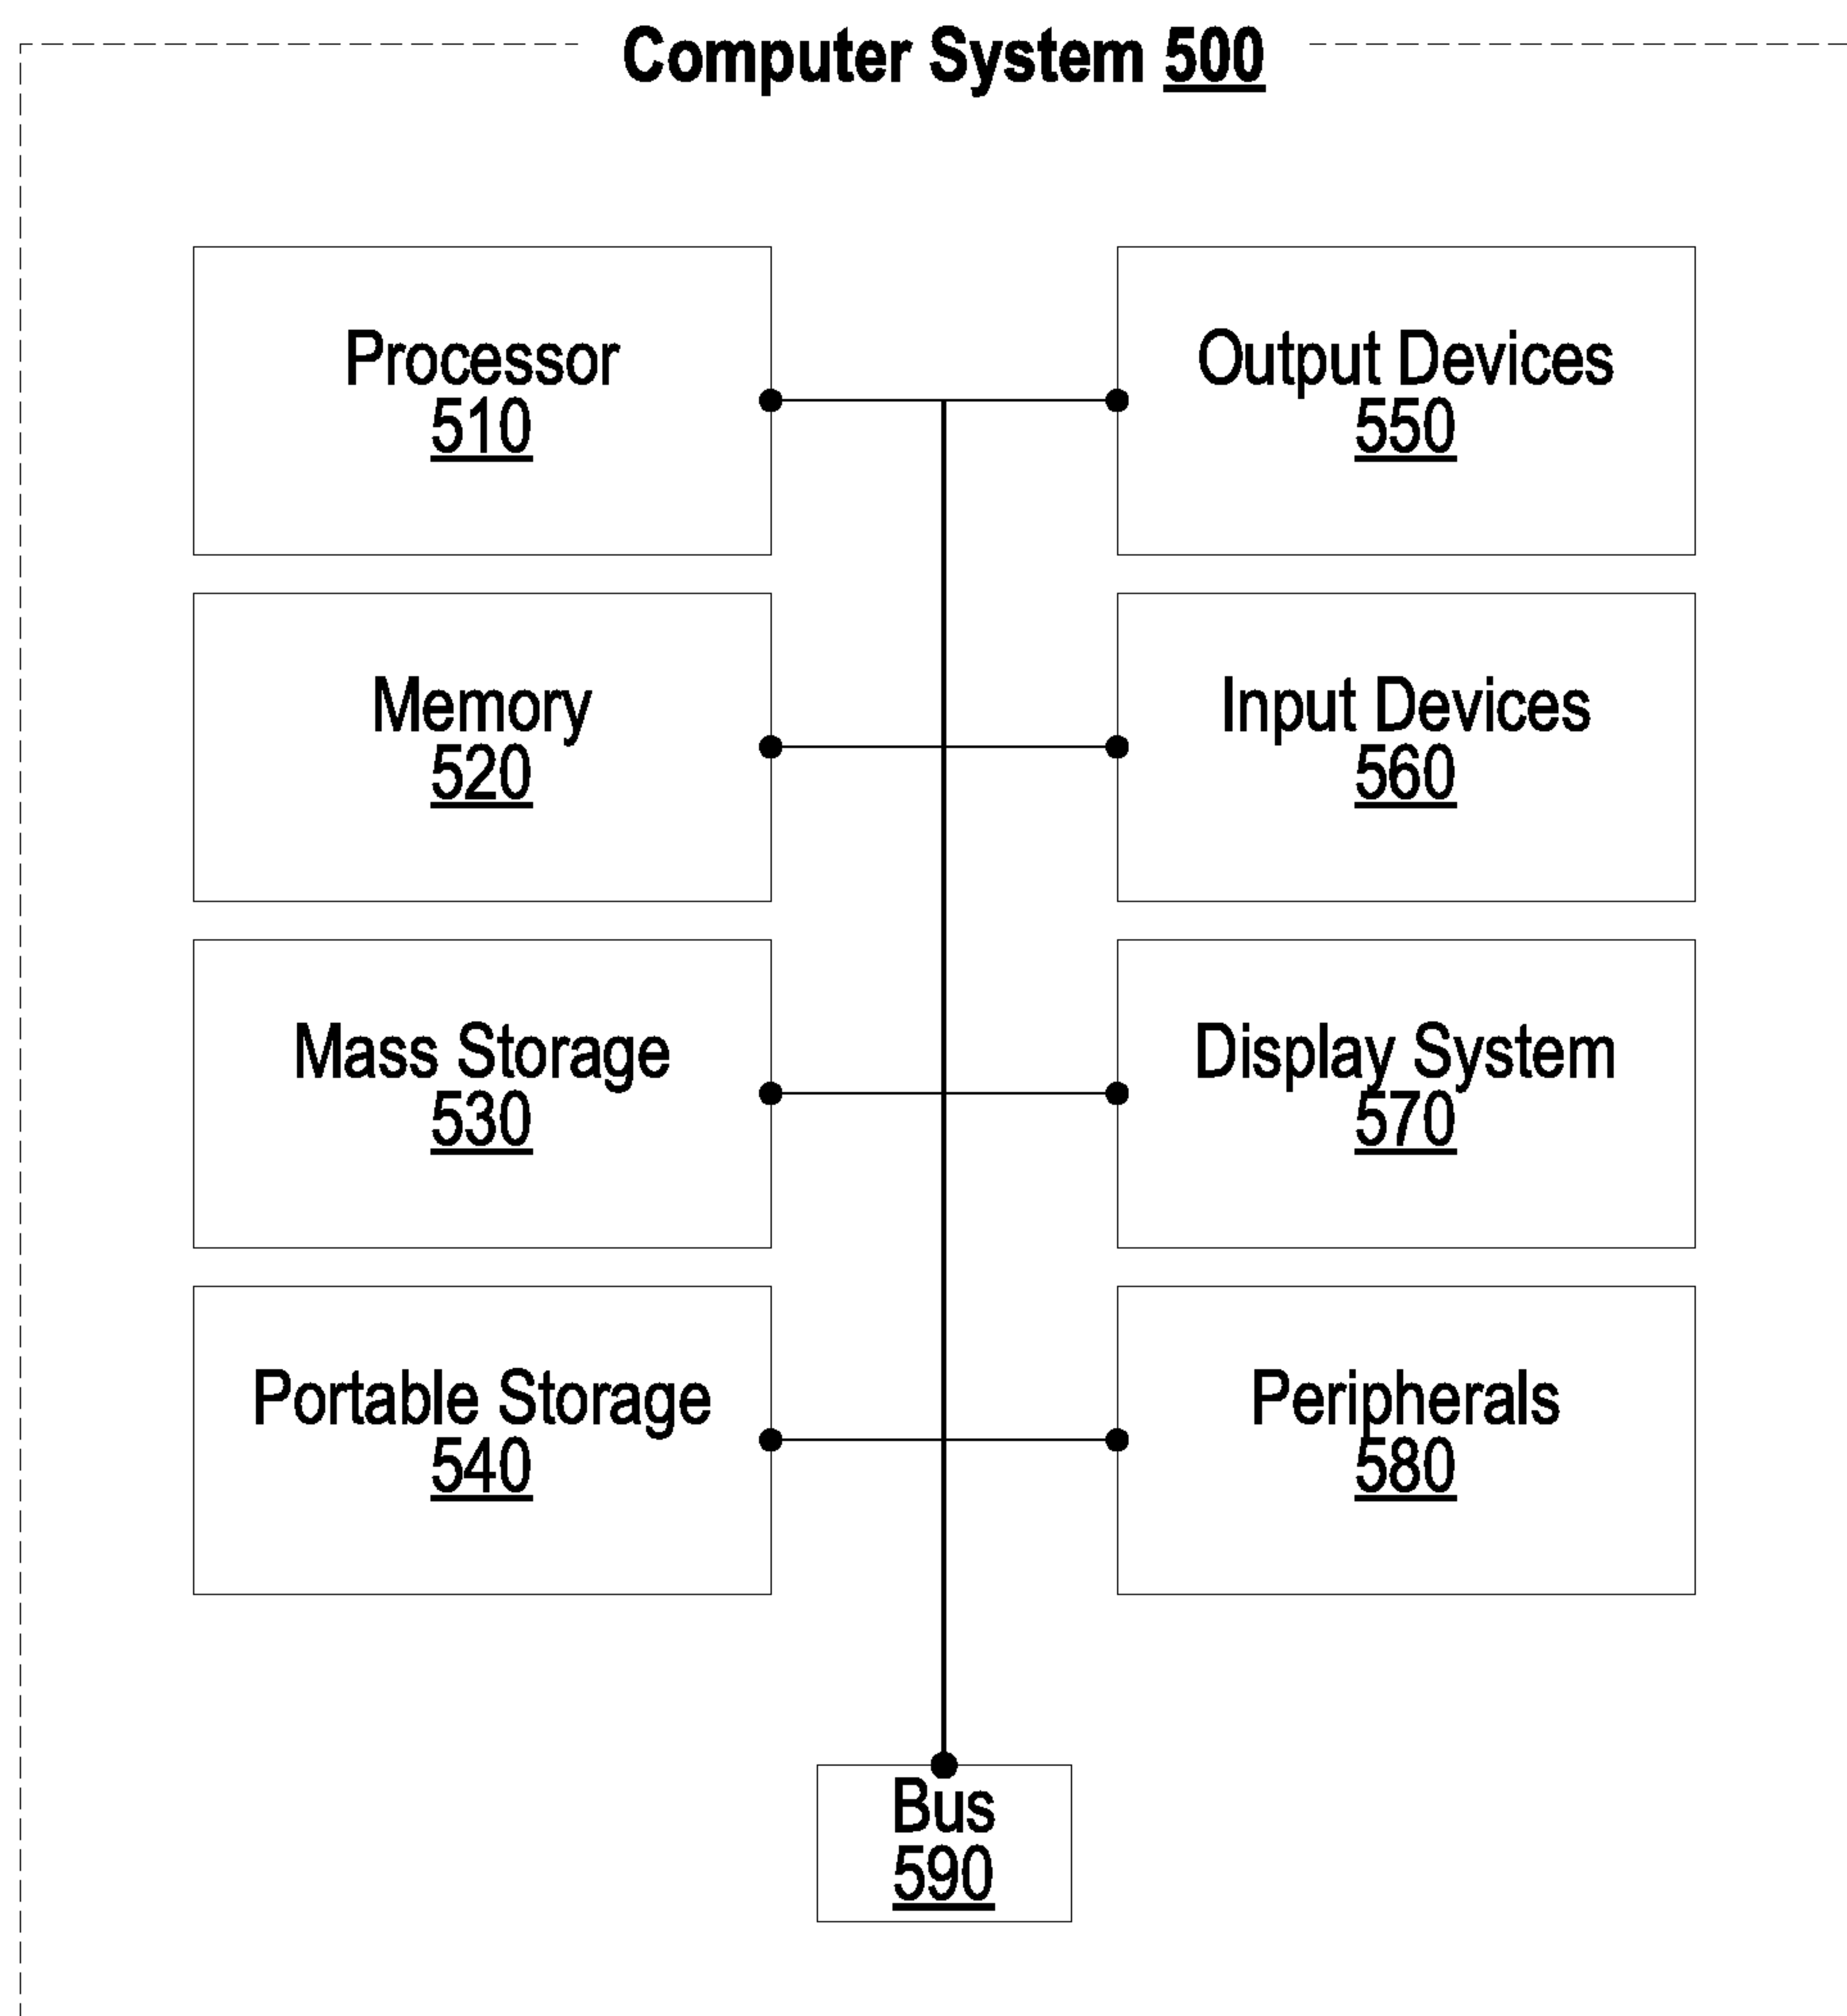 Computer System 500
Processor
510
Output Devices
550
Memory
520
Input Devices
560
Mass Storage
530
Display System
570
Portable Storage
540
Peripherals
580
Bus
590